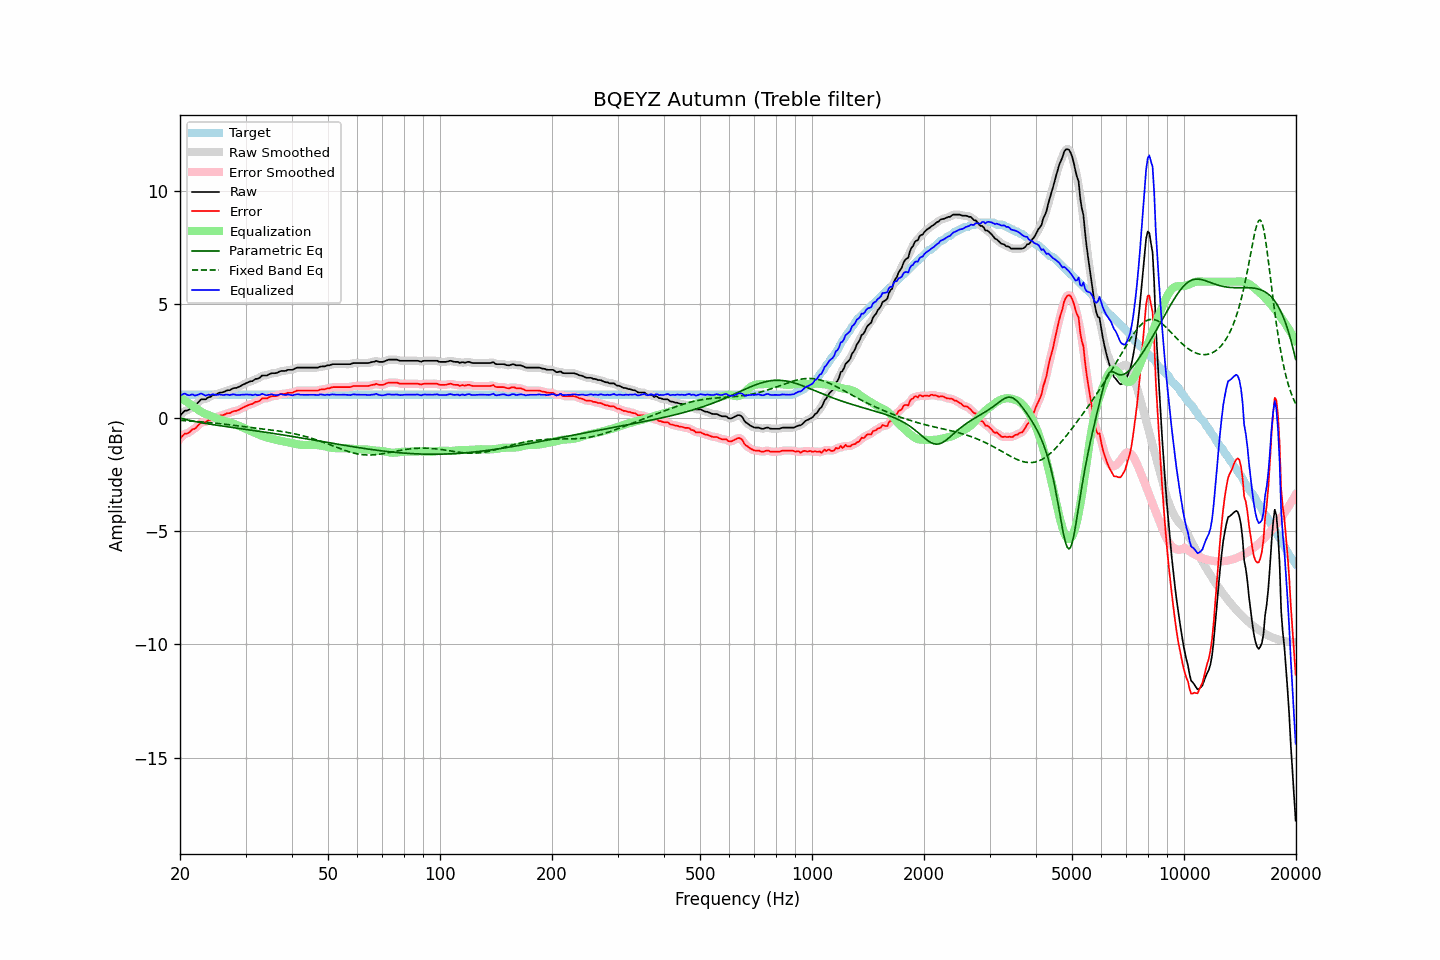 BQEYZ Autumn (Treble filter)
Target
Raw Smoothed
Error Smoothed
Raw
Error
Equalization
Parametric Eq
Fixed Band Eq
Equalized
Amplitude (dBr)
10
5
0
−5
−10
−15
20 50 100 200 500 1000 2000 5000 10000 20000
Frequency (Hz)